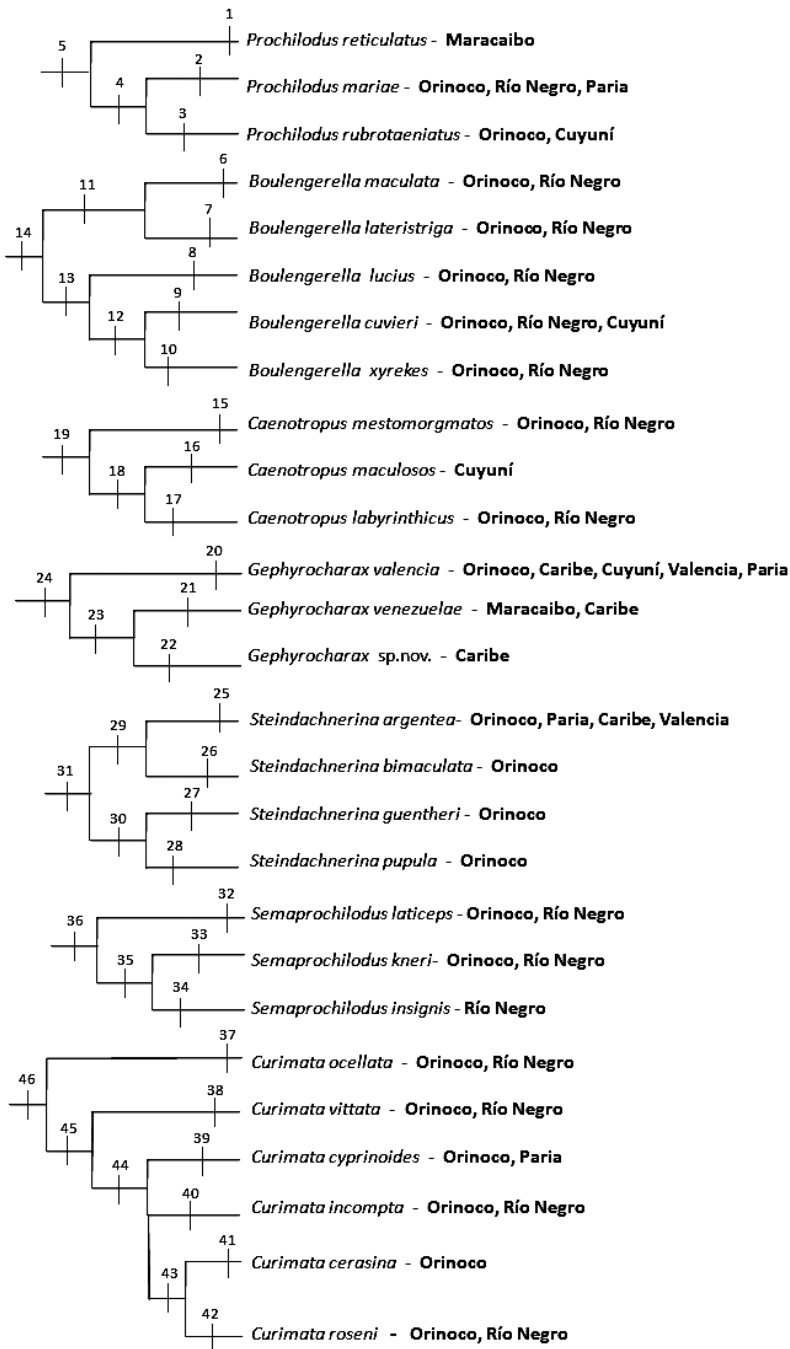 1
5
Prochilodus reticulatus - Maracaibo
2
4
Prochilodus mariae - Orinoco, Río Negro, Paria
3
Prochilodus rubrotaeniatus - Orinoco, Cuyuní
6
11
Boulengerella maculata - Orinoco, Río Negro
7
14
Boulengerella lateristriga - Orinoco, Río Negro
8
13
Boulengerella lucius - Orinoco, Río Negro
9
12
Boulengerella cuvieri - Orinoco, Río Negro, Cuyuní
10
Boulengerella xyrekes - Orinoco, Río Negro
15
19
Caenotropus mestomorgmatos - Orinoco, Río Negro
16
18
Caenotropus maculosos - Cuyuní
17
Caenotropus labyrinthicus - Orinoco, Río Negro
20
24
Gephyrocharax valencia - Orinoco, Caribe, Cuyuní, Valencia, Paria
21
23
Gephyrocharax venezuelae - Maracaibo, Caribe
22
Gephyrocharax sp.nov. - Caribe
25
29
Steindachnerina argentea- Orinoco, Paria, Caribe, Valencia
26
31
Steindachnerina bimaculata - Orinoco
27
30
Steindachnerina guentheri - Orinoco
28
Steindachnerina pupula - Orinoco
32
36
Semaprochilodus laticeps - Orinoco, Río Negro
33
35
Semaprochilodus kneri- Orinoco, Río Negro
34
Semaprochilodus insignis - Río Negro
37
46
Curimata ocellata - Orinoco, Río Negro
38
45
Curimata vittata - Orinoco, Río Negro
39
44
Curimata cyprinoides - Orinoco, Paria
40
Curimata incompta - Orinoco, Río Negro
41
43
Curimata cerasina - Orinoco
42
Curimata roseni - Orinoco, Río Negro